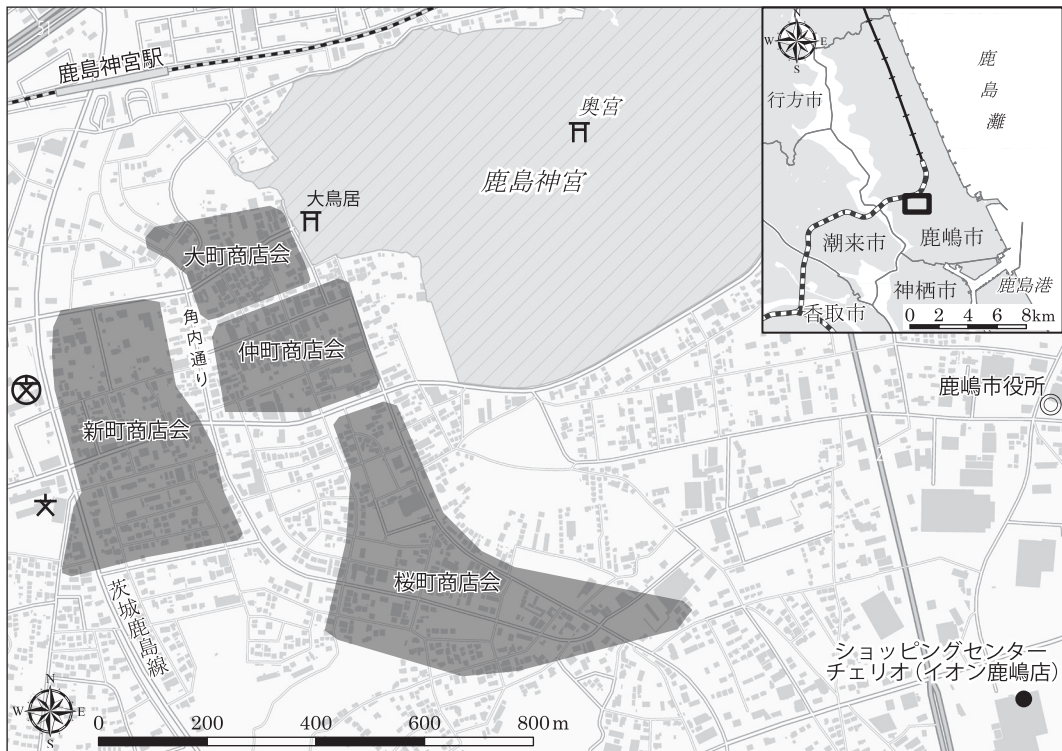 51
鹿島神宮駅
奥宮
鹿島神宮
大鳥居
大町商店会
角内通り
仲町商店会
新町商店会
桜町商店会
茨城鹿島線
鹿嶋市役所
ショッピングセンター
チェリオ（イオン鹿嶋店）
N
W E
S
0 200 400 600 800 m
N
W E
S
行方市
鹿島灘
潮来市
鹿嶋市
神栖市
鹿島港
香取市
0 2 4 6 8km